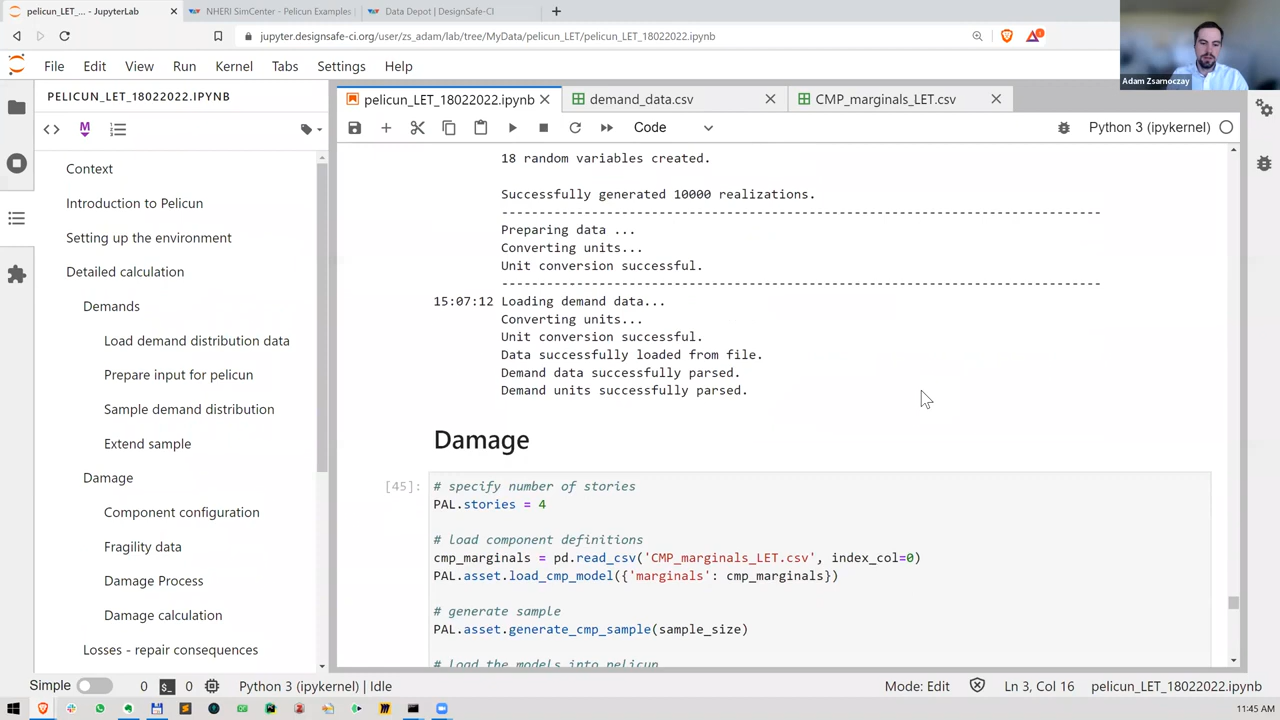 pelicun_LET_... - JupyterLab
NHERI SimCenter - Pelicun Examples
Data Depot | DesignSafe-CI
jupyter.designsafe-ci.org/user/zs_adam/lab/tree/MyData/pelicun_LET/pelicun_LET_18022022.ipynb
Adam Zsarnoczay
File Edit View Run Kernel Tabs Settings Help
PELICUN_LET_18022022.IPYNB
Context
Introduction to Pelicun
Setting up the environment
Detailed calculation
Demands
Load demand distribution data
Prepare input for pelicun
Sample demand distribution
Extend sample
Damage
Component configuration
Fragility data
Damage Process
Damage calculation
Losses - repair consequences
pelicun_LET_18022022.ipynb
demand_data.csv
CMP_marginals_LET.csv
Code
Python 3 (ipykernel)
18 random variables created.
Successfully generated 10000 realizations.
--------------------------------------------------------------------------------
Preparing data ...
Converting units...
Unit conversion successful.
--------------------------------------------------------------------------------
15:07:12 Loading demand data...
Converting units...
Unit conversion successful.
Data successfully loaded from file.
Demand data successfully parsed.
Demand units successfully parsed.
Damage
[45]:
# specify number of stories
PAL.stories = 4
# load component definitions
cmp_marginals = pd.read_csv('CMP_marginals_LET.csv', index_col=0)
PAL.asset.load_cmp_model({'marginals': cmp_marginals})
# generate sample
PAL.asset.generate_cmp_sample(sample_size)
# load the models into pelicun
Simple 0 0 Python 3 (ipykernel) | Idle
Mode: Edit Ln 3, Col 16 pelicun_LET_18022022.ipynb
11:45 AM